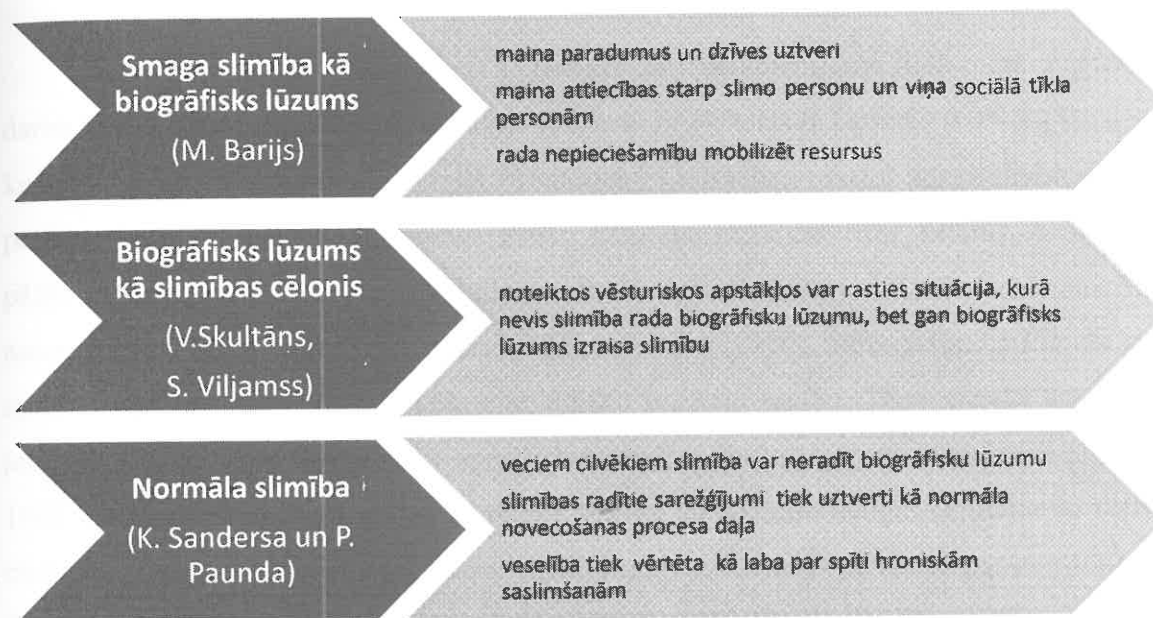 Smaga slimība kā
biogrāfisks lūzums
(M. Barijs)
maina paradumus un dzīves uztveri
maina attiecības starp slimo personu un viņa sociālā tīkla
personām
rada nepieciešamību mobilizēt resursus
Biogrāfisks lūzums
kā slimības cēlonis
(V.Skultāns,
S. Viljamss)
noteiktos vēsturiskos apstākļos var rasties situācija, kurā
nevis slimība rada biogrāfisku lūzumu, bet gan biogrāfisks
lūzums izraisa slimību
Normāla slimība
(K. Sandersa un P.
Paunda)
veciem cilvēkiem slimība var neradīt biogrāfisku lūzumu
slimības radītie sarežģījumi tiek uztverti kā normāla
novecošanas procesa daļa
veselība tiek vērtēta kā laba par spīti hroniskām
saslimšanām